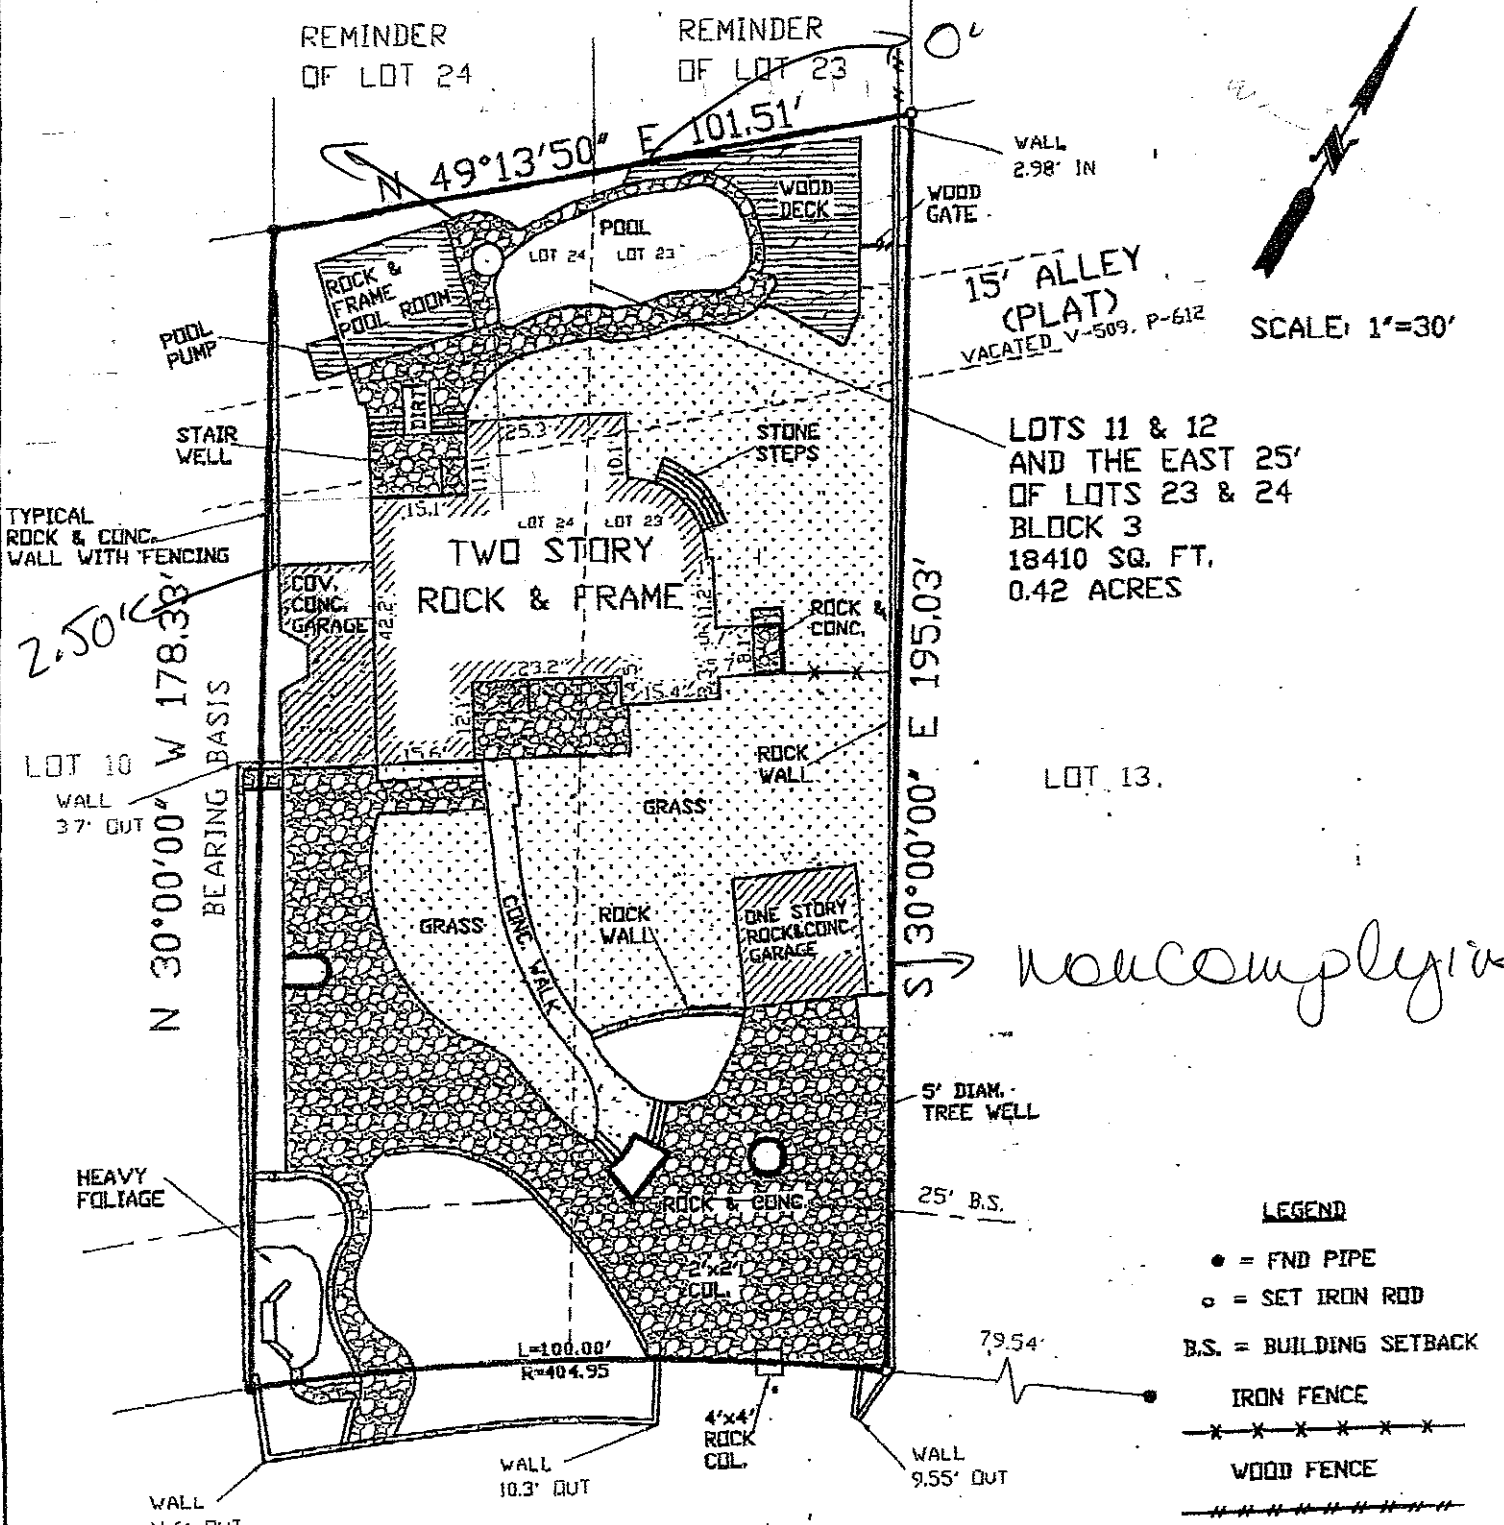 REMINDER
OF LOT 24
REMINDER
OF LOT 23
0'
N 49°13'50" E 101.51'
WALL
2.98' IN
WOOD
GATE
WOOD
DECK
POOL
LOT 24
LOT 23
ROCK &
FRAME
POOL ROOM
POOL
PUMP
15' ALLEY
(PLAT)
VACATED V-509, P-612
SCALE: 1"=30'
DIRT
STAIR
WELL
25.3'
10.1'
11.1'
15.1'
STONE
STEPS
LOTS 11 & 12
AND THE EAST 25'
OF LOTS 23 & 24
BLOCK 3
18410 SQ. FT.
0.42 ACRES
TYPICAL
ROCK & CONC.
WALL WITH FENCING
LOT 24
LOT 23
TWO STORY
ROCK & FRAME
COV.
CONC.
GARAGE
42.2'
11.2'
ROCK &
CONC.
2.50'
23.2'
15.4'
12.1'
15.6'
N 30°00'00" W 178.33'
BEARING BASIS
S 30°00'00" E 195.03'
LOT 10
WALL
3.7' OUT
ROCK
WALL
GRASS
LOT 13.
GRASS
CONC. WALK
ROCK
WALL
ONE STORY
ROCK&CONC.
GARAGE
noncomplyin
5' DIAM.
TREE WELL
HEAVY
FOLIAGE
ROCK & CONC.
25' B.S.
2'x2'
COL.
L=100.00'
R=404.95
79.54'
4'x4'
ROCK
COL.
WALL
10.3' OUT
WALL
9.55' OUT
WALL
LEGEND
● = FND PIPE
o = SET IRON ROD
B.S. = BUILDING SETBACK
IRON FENCE
WOOD FENCE